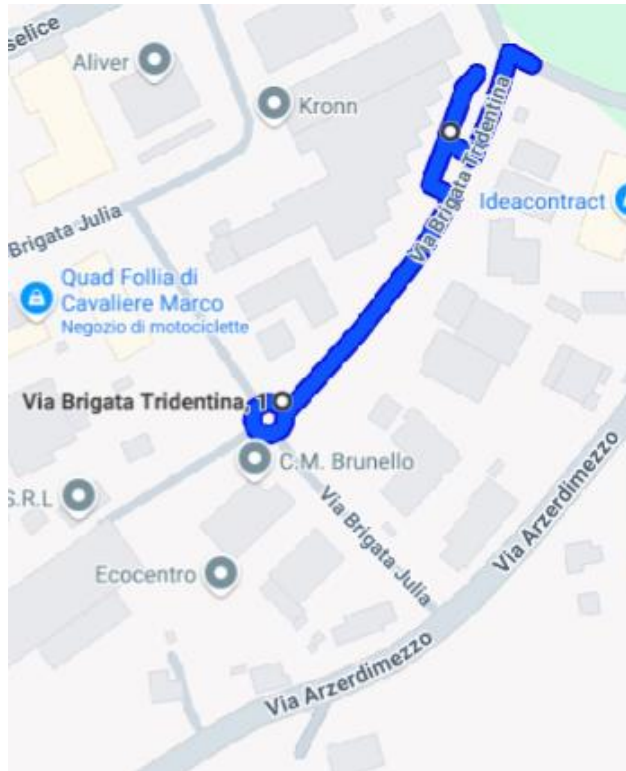 selice
Aliver
Kronn
Via Brigata Tridentina
Ideacontract
Brigata Julia
Quad Follia di
Cavaliere Marco
Negozio di motociclette
Via Brigata Tridentina, 1
C.M. Brunello
S.R.L
Via Brigata Julia
Via Arzerdimezzo
Ecocentro
Via Arzerdimezzo